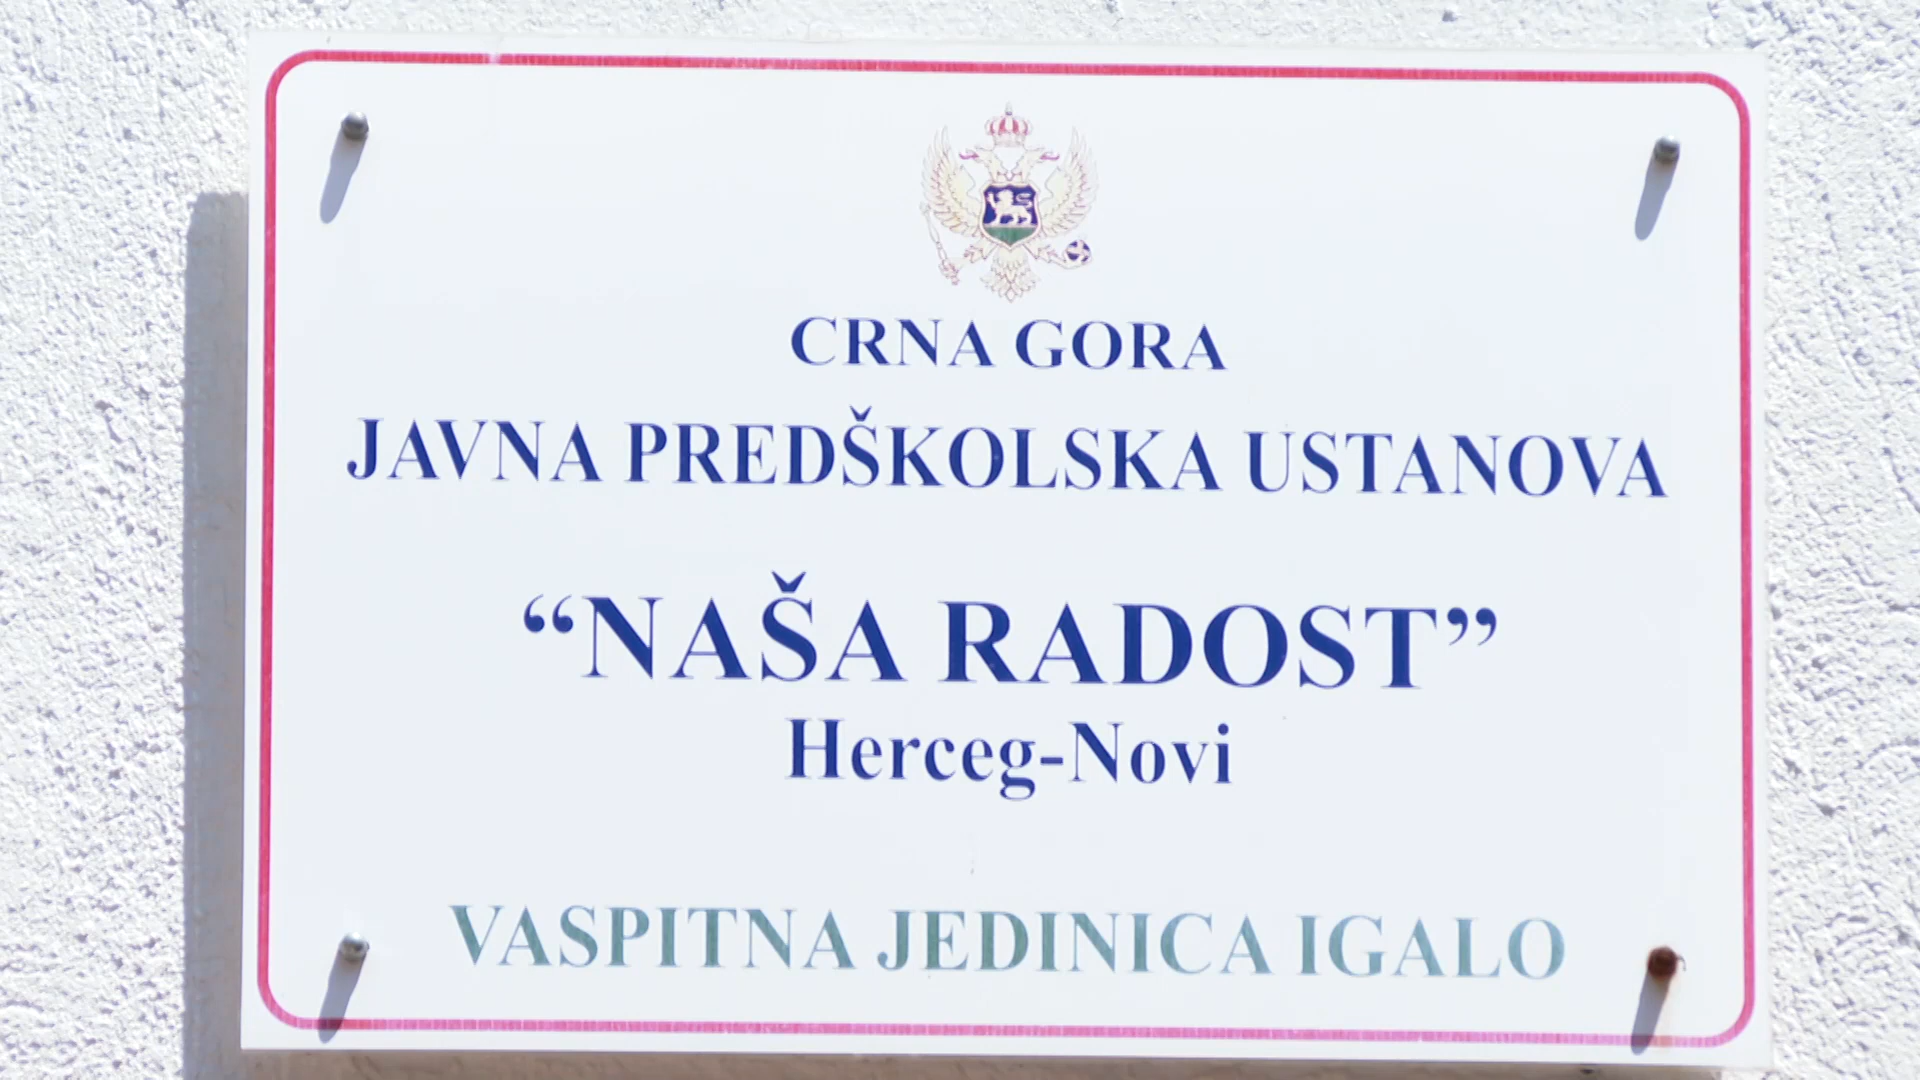 CRNA GORA
JAVNA PREDŠKOLSKA USTANOVA
“NAŠA RADOST”
Herceg-Novi
VASPITNA JEDINICA IGALO